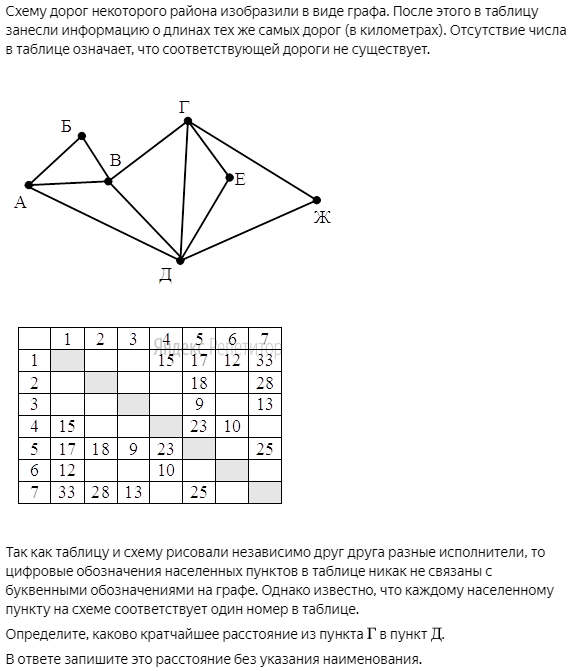 Схему дорог некоторого района изобразили в виде графа. После этого в таблицу
занесли информацию о длинах тех же самых дорог (в километрах). Отсутствие числа
в таблице означает, что соответствующей дороги не существует.
Г
Б
В
Е
А
Ж
Д
Яндекс Репетитор
1 2 3 4 5 6 7
1 15 17 12 33
2 18 28
3 9 13
4 15 23 10
5 17 18 9 23 25
6 12 10
7 33 28 13 25
Так как таблицу и схему рисовали независимо друг друга разные исполнители, то
цифровые обозначения населенных пунктов в таблице никак не связаны с
буквенными обозначениями на графе. Однако известно, что каждому населенному
пункту на схеме соответствует один номер в таблице.
Определите, каково кратчайшее расстояние из пункта Г в пункт Д.
В ответе запишите это расстояние без указания наименования.